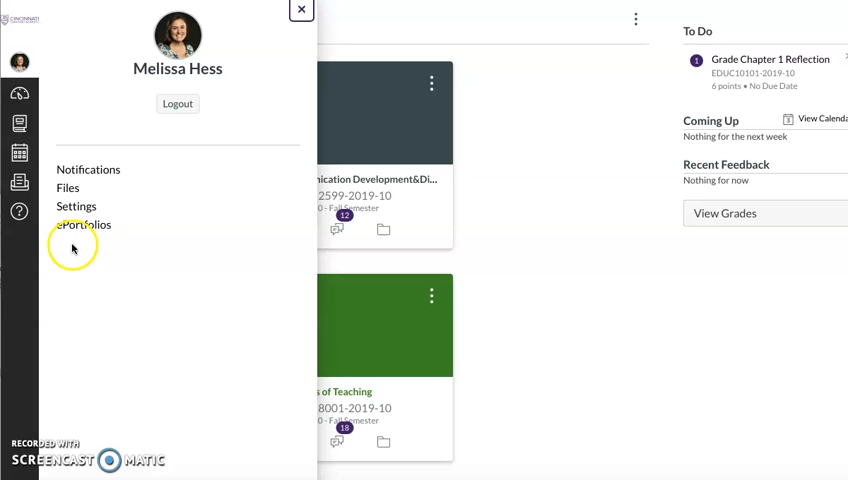 CINCINNATI
Melissa Hess
Logout
Notifications
Files
Settings
ePortfolios
nication Development&Di...
2599-2019-10
0 - Fall Semester
12
s of Teaching
8001-2019-10
0 - Fall Semester
18
To Do
1
Grade Chapter 1 Reflection
EDUC10101-2019-10
6 points • No Due Date
Coming Up
View Calenda
Nothing for the next week
Recent Feedback
Nothing for now
View Grades
RECORDED WITH
SCREENCAST MATIC